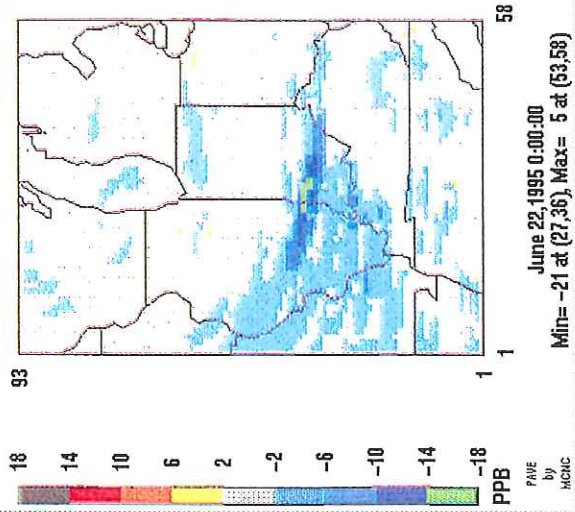 18
14
10
6
2
-2
-6
-10
-14
-18
PPB
PAVE
by
MCNC
93
1
1
58
June 22,1995 0:00:00
Min= -21 at (27,36), Max= 5 at (53,58)